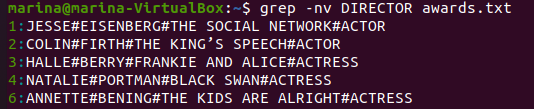 marina@marina-VirtualBox:~$ grep -nv DIRECTOR awards.txt
1:JESSE#EISENBERG#THE SOCIAL NETWORK#ACTOR
2:COLIN#FIRTH#THE KING’S SPEECH#ACTOR
3:HALLE#BERRY#FRANKIE AND ALICE#ACTRESS
4:NATALIE#PORTMAN#BLACK SWAN#ACTRESS
6:ANNETTE#BENING#THE KIDS ARE ALRIGHT#ACTRESS